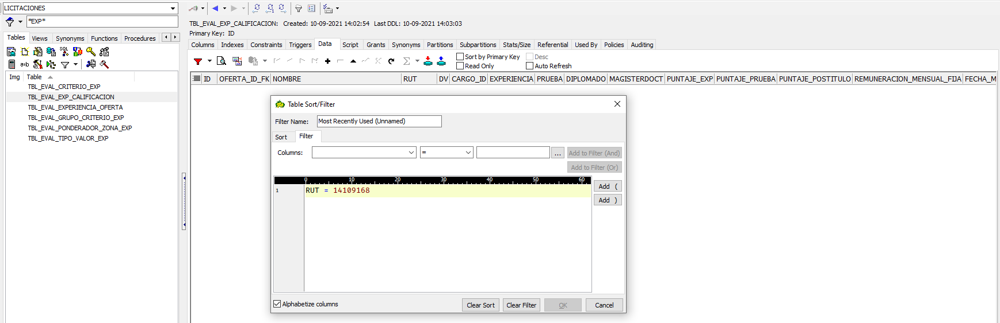 LICITACIONES
*EXP*
Tables Views Synonyms Functions Procedures
SQL
a=b
Img Table
TBL_EVAL_CRITERIO_EXP
TBL_EVAL_EXP_CALIFICACION
TBL_EVAL_EXPERIENCIA_OFERTA
TBL_EVAL_GRUPO_CRITERIO_EXP
TBL_EVAL_PONDERADOR_ZONA_EXP
TBL_EVAL_TIPO_VALOR_EXP
TBL_EVAL_EXP_CALIFICACION: Created: 10-09-2021 14:02:54 Last DDL: 10-09-2021 14:03:03
Primary Key: ID
Columns Indexes Constraints Triggers Data Script Grants Synonyms Partitions Subpartitions Stats/Size Referential Used By Policies Auditing
Sort by Primary Key Desc
Read Only Auto Refresh
ID OFERTA_ID_FK NOMBRE RUT DV CARGO_ID EXPERIENCIA PRUEBA DIPLOMADO MAGISTERDOCT PUNTAJE_EXP PUNTAJE_PRUEBA PUNTAJE_POSTITULO REMUNERACION_MENSUAL_FIJA FECHA_M
Table Sort/Filter
Filter Name: Most Recently Used (Unnamed)
Sort Filter
Columns: = ... Add to Filter (And)
Add to Filter (Or)
0 10 20 30 40 50 60
1 RUT = 14109168
Add (
Add )
Alphabetize columns Clear Sort Clear Filter OK Cancel